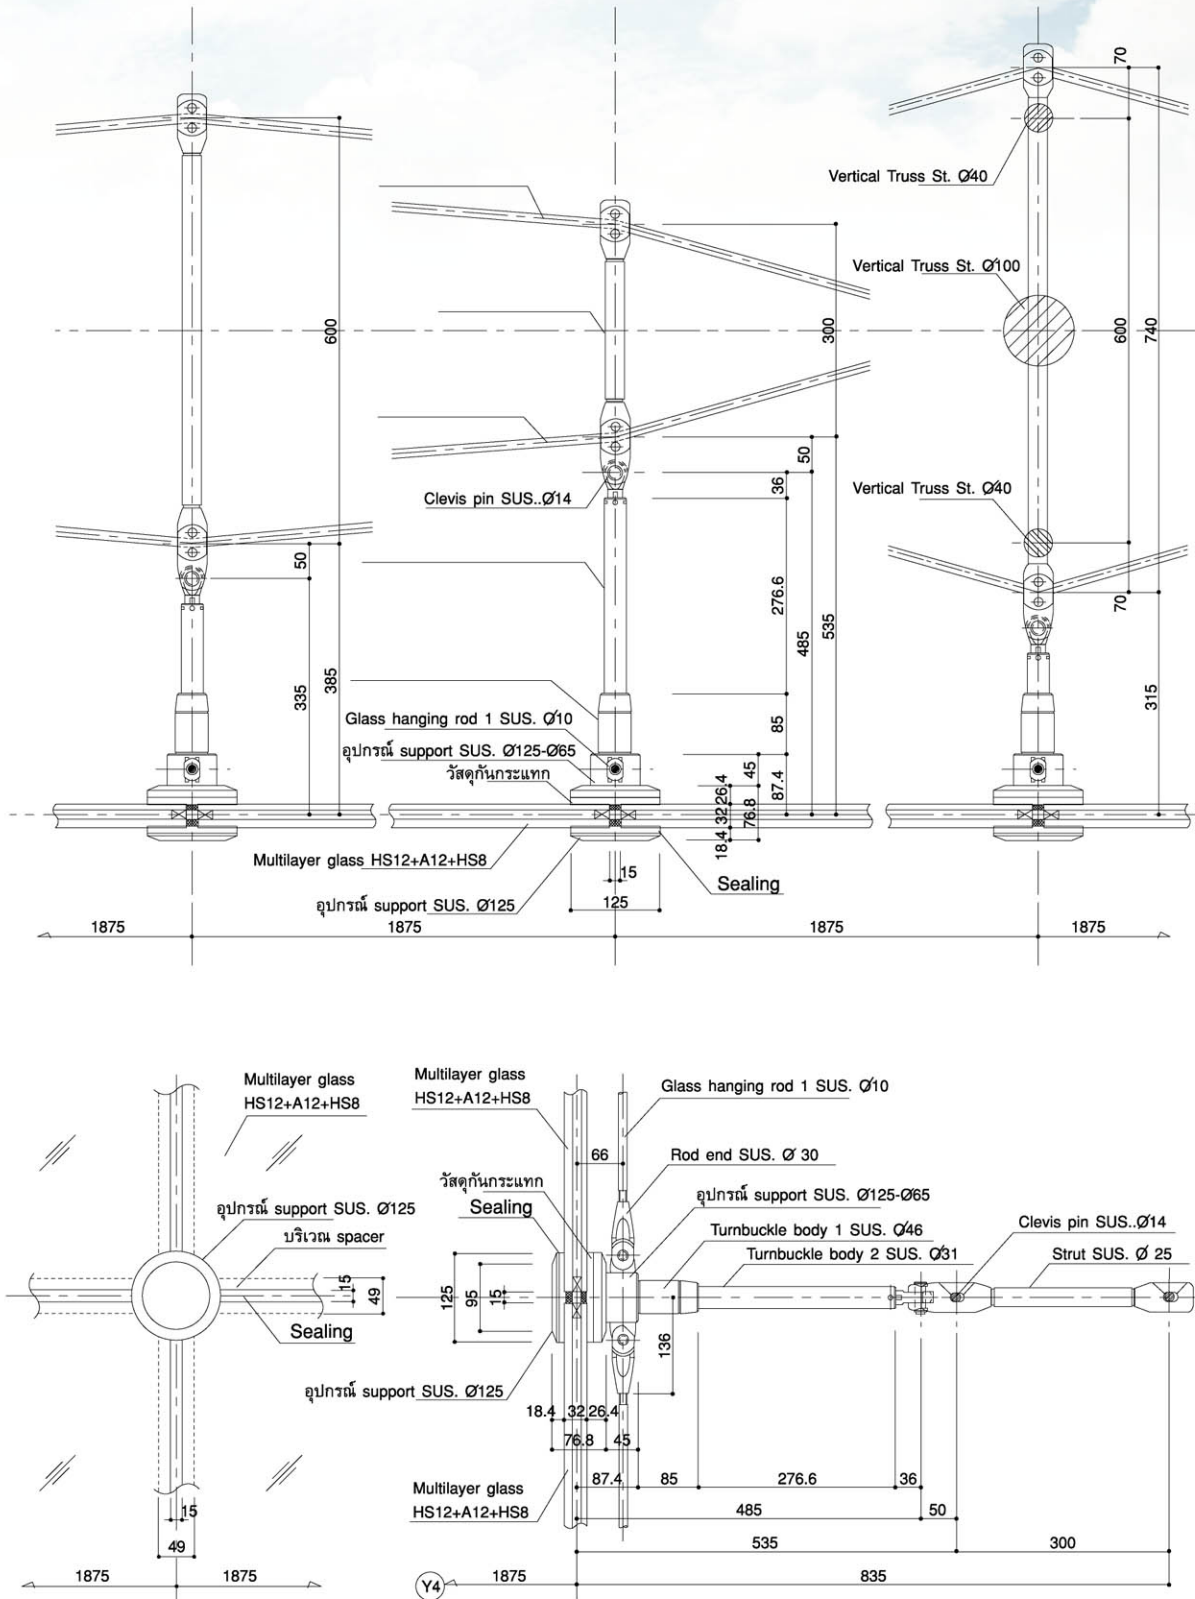 70
Vertical Truss St. Ø40
Vertical Truss St. Ø100
600
300
600
740
50
36
Clevis pin SUS..Ø14
Vertical Truss St. Ø40
50
276.6
485
535
70
335
385
315
Glass hanging rod 1 SUS. Ø10
85
อุปกรณ์ support SUS. Ø125-Ø65
วัสดุกันกระแทก
45
87.4
26.4
32
76.8
18.4
Multilayer glass HS12+A12+HS8
15
Sealing
อุปกรณ์ support SUS. Ø125
125
1875
1875
1875
1875
Multilayer glass
HS12+A12+HS8
อุปกรณ์ support SUS. Ø125
บริเวณ spacer
15
49
Sealing
15
49
1875
1875
Multilayer glass
HS12+A12+HS8
Glass hanging rod 1 SUS. Ø10
66
Rod end SUS. Ø 30
วัสดุกันกระแทก
อุปกรณ์ support SUS. Ø125-Ø65
Sealing
Turnbuckle body 1 SUS. Ø46
Clevis pin SUS..Ø14
Turnbuckle body 2 SUS. Ø31
Strut SUS. Ø 25
125
95
15
136
อุปกรณ์ support SUS. Ø125
18.4
32
26.4
76.8
45
Multilayer glass
HS12+A12+HS8
87.4
85
276.6
36
485
50
535
300
Y4
1875
835